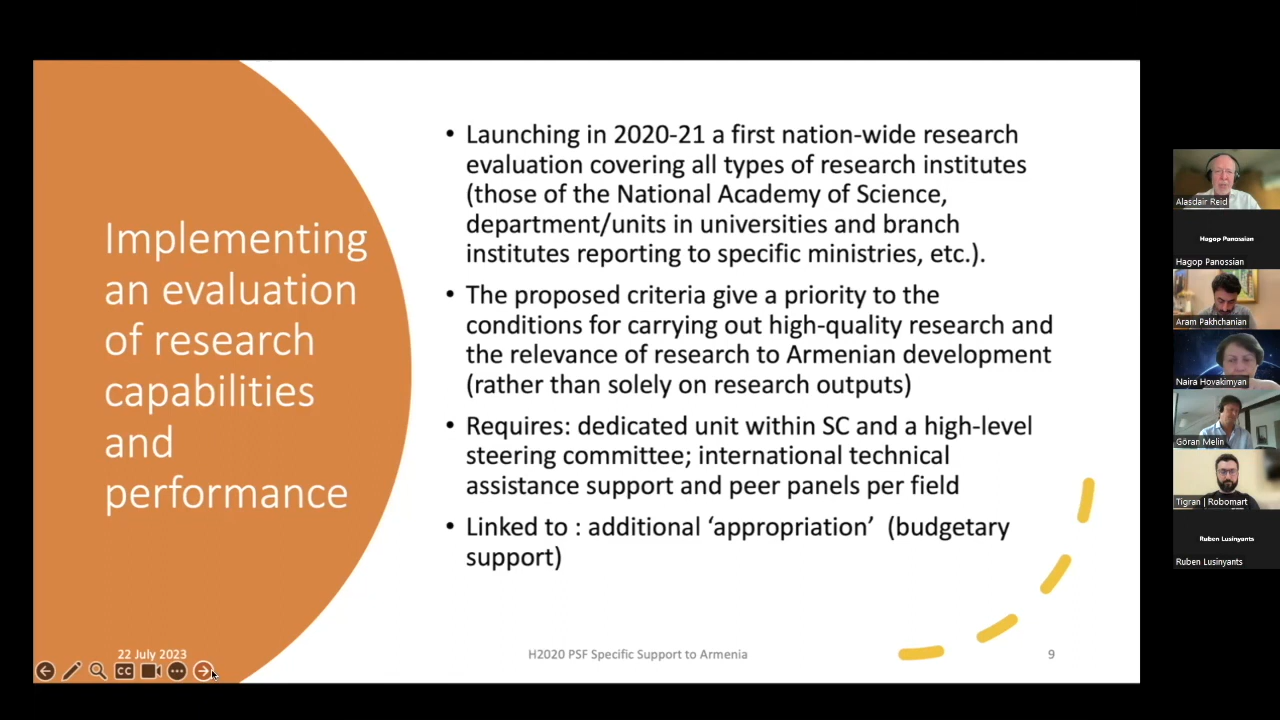 Implementing
an evaluation
of research
capabilities
and
performance
• Launching in 2020-21 a first nation-wide research
evaluation covering all types of research institutes
(those of the National Academy of Science,
department/units in universities and branch
institutes reporting to specific ministries, etc.).
• The proposed criteria give a priority to the
conditions for carrying out high-quality research and
the relevance of research to Armenian development
(rather than solely on research outputs)
• Requires: dedicated unit within SC and a high-level
steering committee; international technical
assistance support and peer panels per field
• Linked to : additional ‘appropriation’ (budgetary
support)
22 July 2023
H2020 PSF Specific Support to Armenia
9
CC
Alasdair Reid
Hagop Panossian
Hagop Panossian
Aram Pakhchanian
Naira Hovakimyan
Göran Melin
Tigran | Robomart
Ruben Lusinyants
Ruben Lusinyants